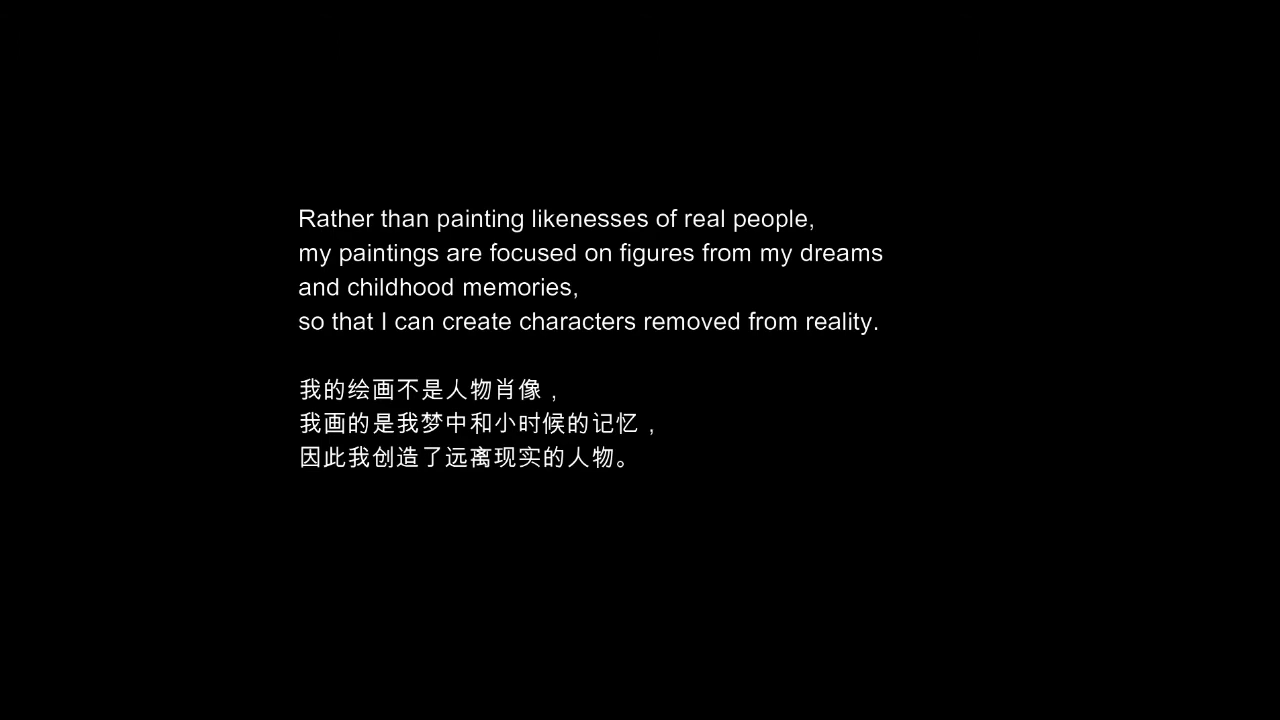 Rather than painting likenesses of real people,
my paintings are focused on figures from my dreams
and childhood memories,
so that I can create characters removed from reality.
我的绘画不是人物肖像，
我画的是我梦中和小时候的记忆，
因此我创造了远离现实的人物。